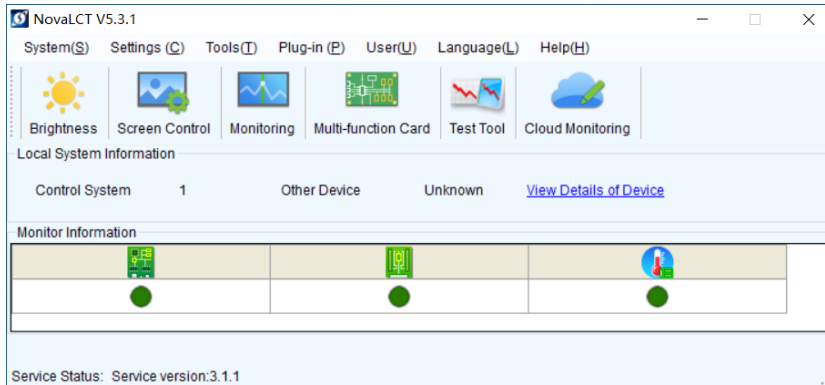 NovaLCT V5.3.1
System(S) Settings (C) Tools(T) Plug-in (P) User(U) Language(L) Help(H)
Brightness Screen Control Monitoring Multi-function Card Test Tool Cloud Monitoring
Local System Information
Control System 1 Other Device Unknown View Details of Device
Monitor Information
Service Status: Service version:3.1.1